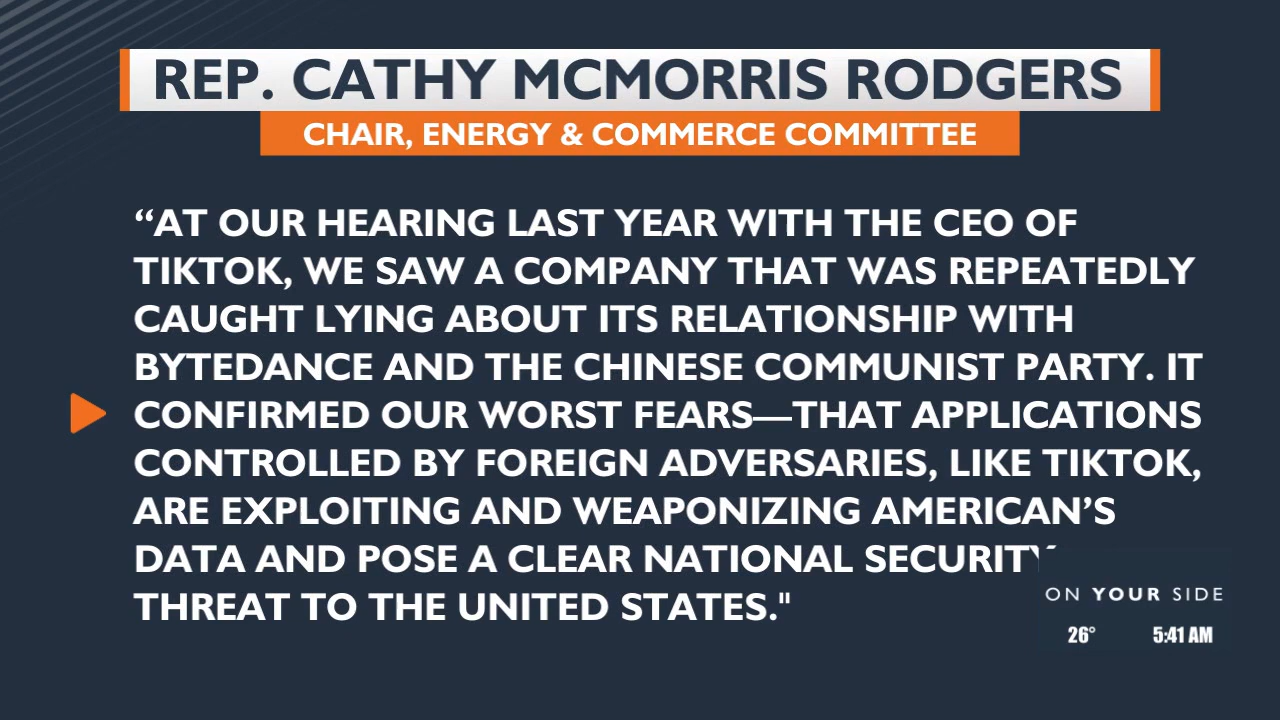 REP. CATHY MCMORRIS RODGERS
CHAIR, ENERGY & COMMERCE COMMITTEE
“AT OUR HEARING LAST YEAR WITH THE CEO OF
TIKTOK, WE SAW A COMPANY THAT WAS REPEATEDLY
CAUGHT LYING ABOUT ITS RELATIONSHIP WITH
BYTEDANCE AND THE CHINESE COMMUNIST PARTY. IT
CONFIRMED OUR WORST FEARS—THAT APPLICATIONS
CONTROLLED BY FOREIGN ADVERSARIES, LIKE TIKTOK,
ARE EXPLOITING AND WEAPONIZING AMERICAN’S
DATA AND POSE A CLEAR NATIONAL SECURITY
THREAT TO THE UNITED STATES."
ON YOUR SIDE
26° 5:41 AM